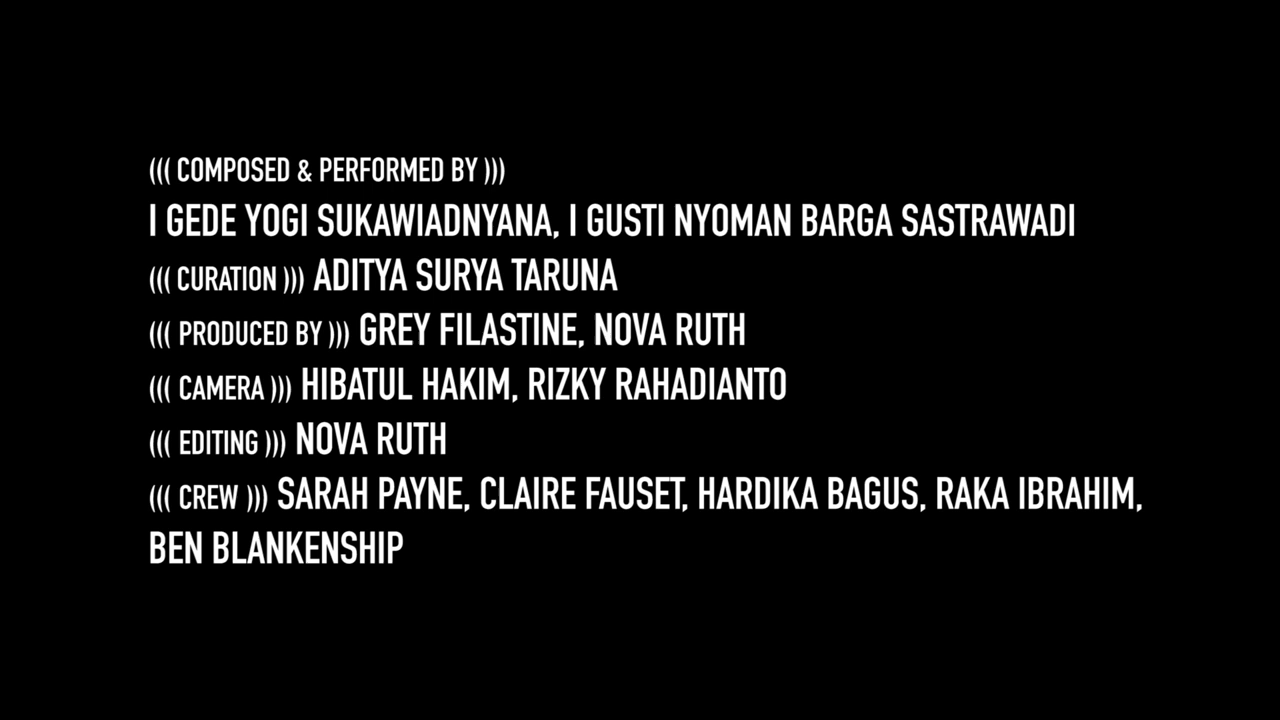 ((( COMPOSED & PERFORMED BY )))
I GEDE YOGI SUKAWIADNYANA, I GUSTI NYOMAN BARGA SASTRAWADI
((( CURATION ))) ADITYA SURYA TARUNA
((( PRODUCED BY ))) GREY FILASTINE, NOVA RUTH
((( CAMERA ))) HIBATUL HAKIM, RIZKY RAHADIANTO
((( EDITING ))) NOVA RUTH
((( CREW ))) SARAH PAYNE, CLAIRE FAUSET, HARDIKA BAGUS, RAKA IBRAHIM,
BEN BLANKENSHIP